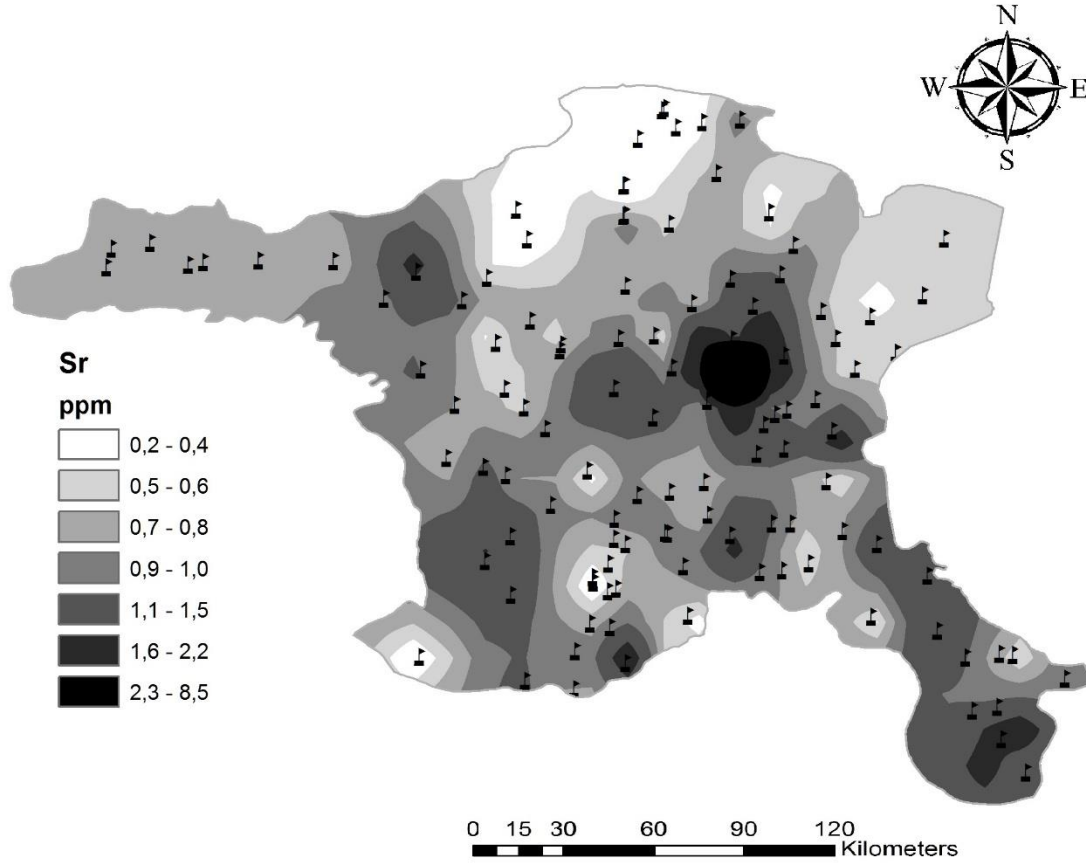 N
W E
S
Sr
ppm
0,2 - 0,4
0,5 - 0,6
0,7 - 0,8
0,9 - 1,0
1,1 - 1,5
1,6 - 2,2
2,3 - 8,5
0 15 30 60 90 120
Kilometers